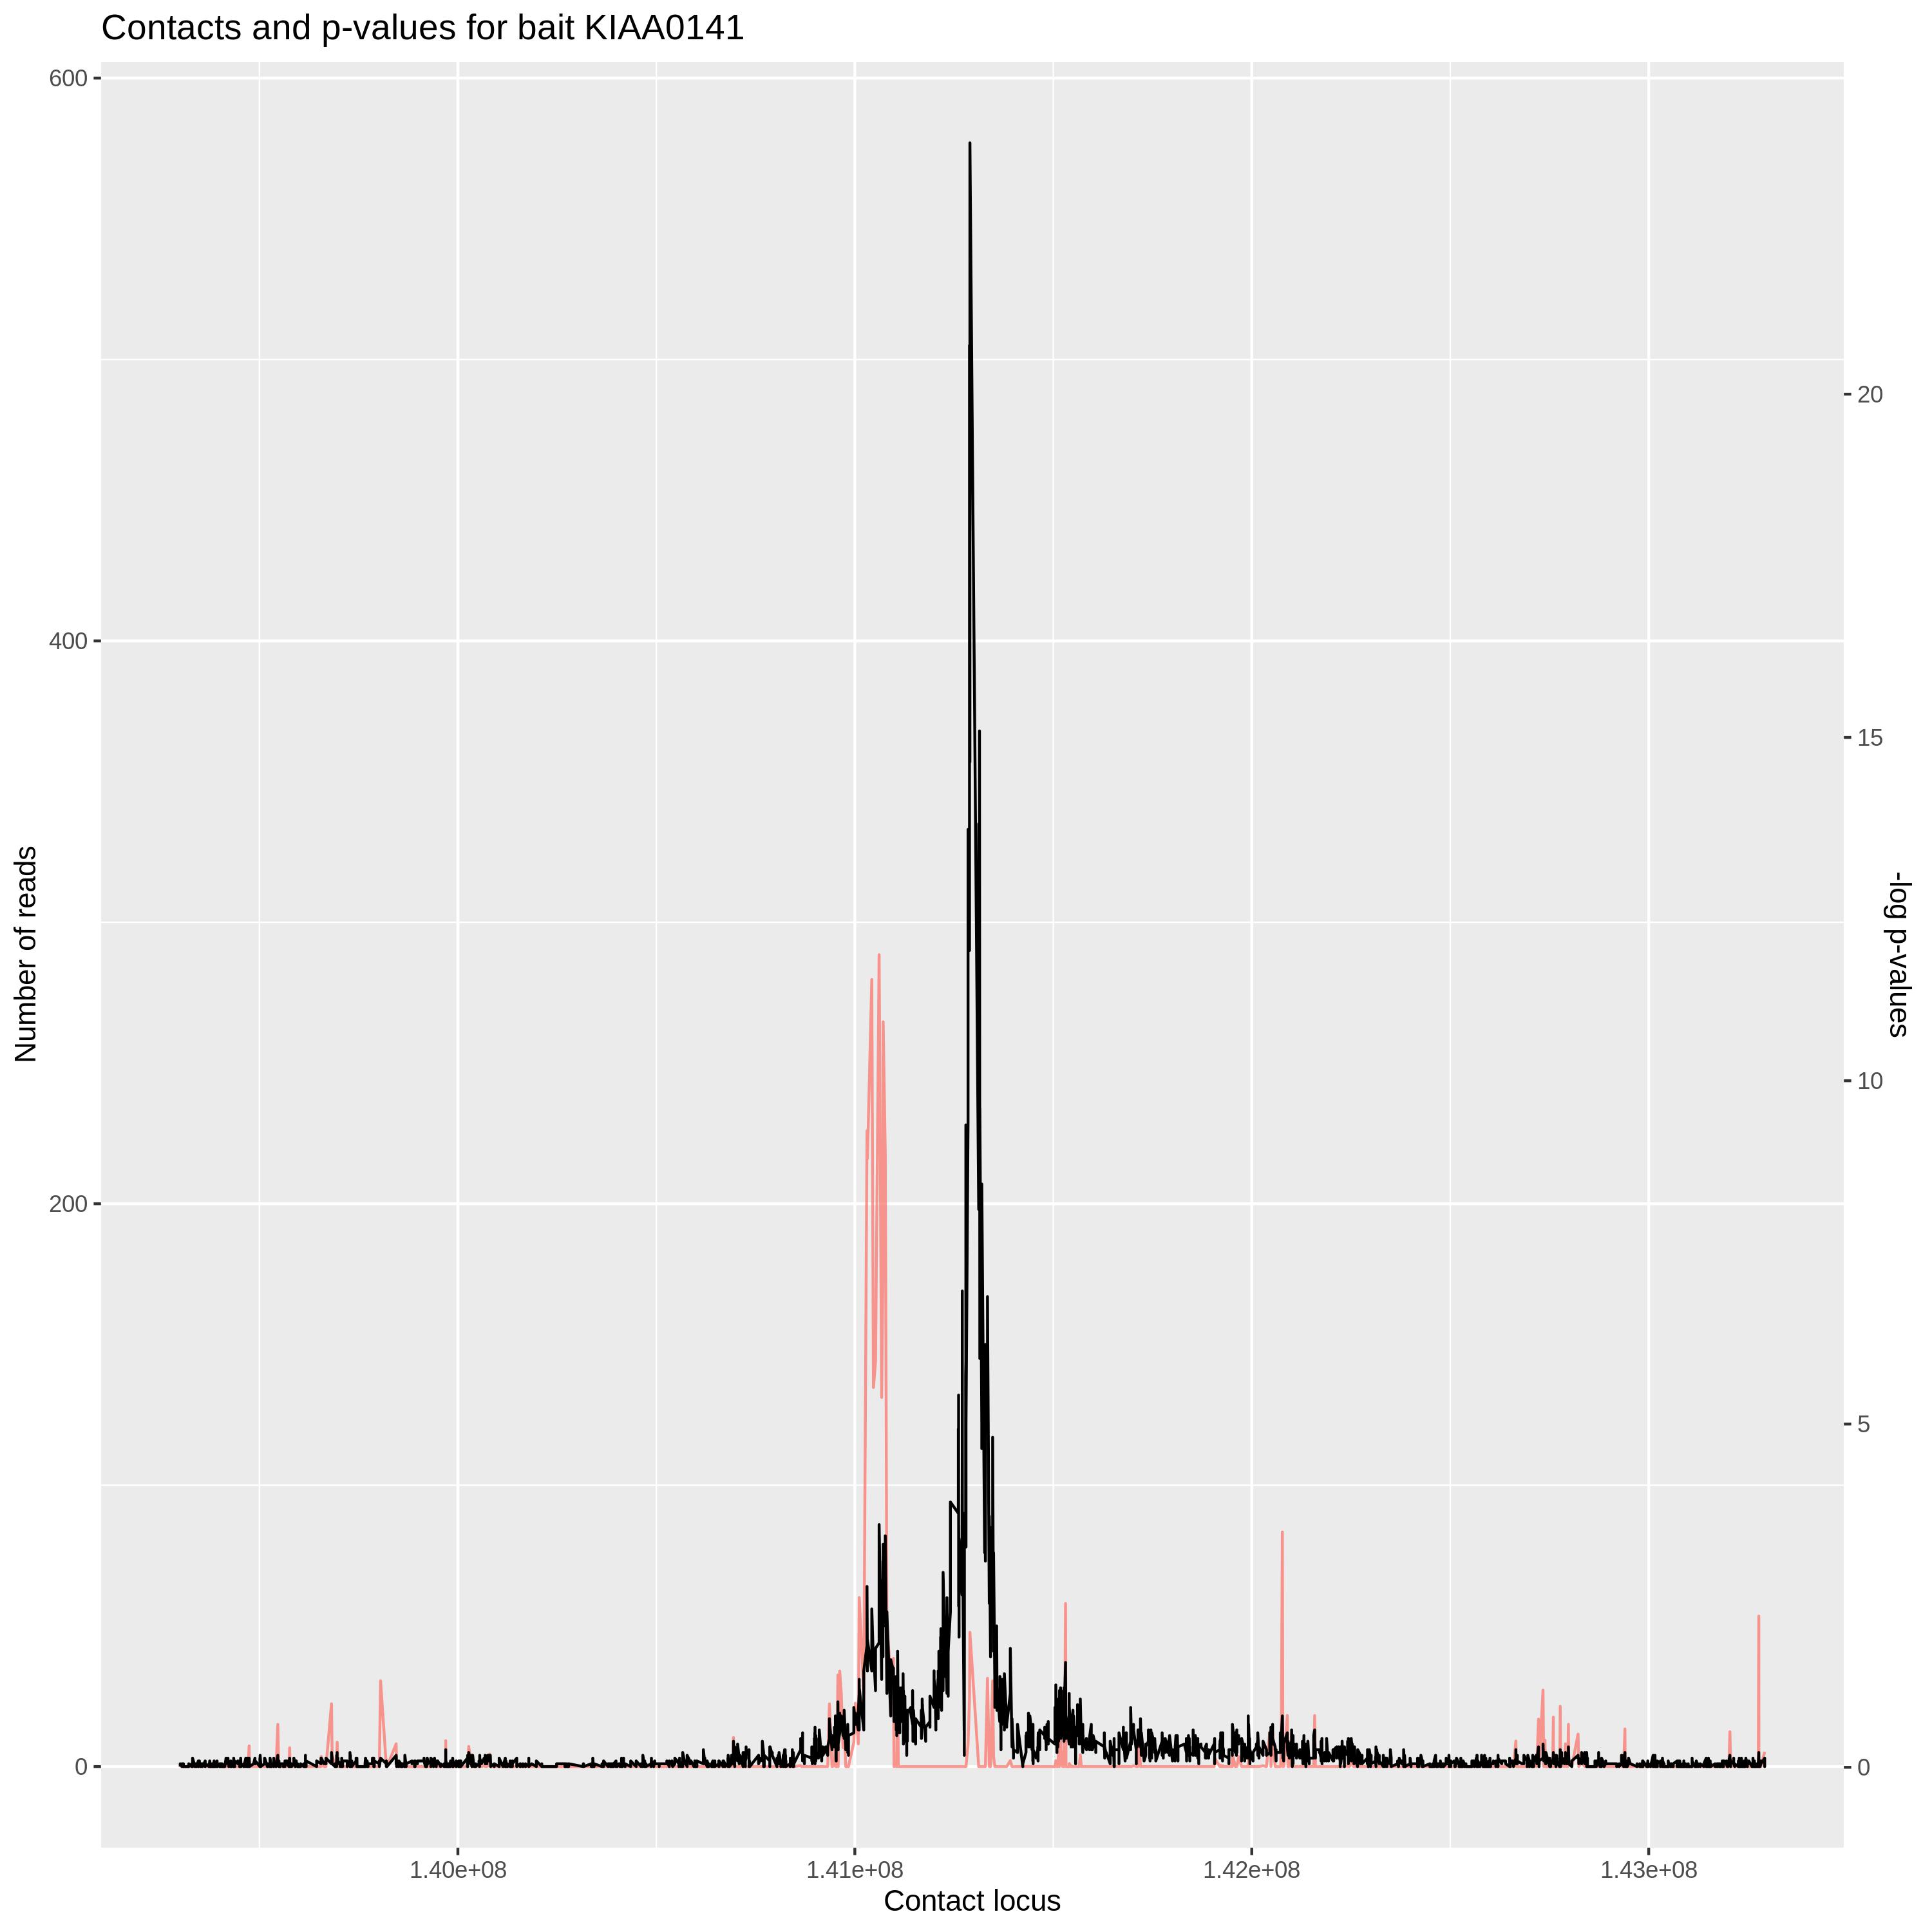 Contacts and p-values for bait KIAA0141
600
400
200
0
20
15
10
5
0
Number of reads
-log p-values
1.40e+08
1.41e+08
1.42e+08
1.43e+08
Contact locus